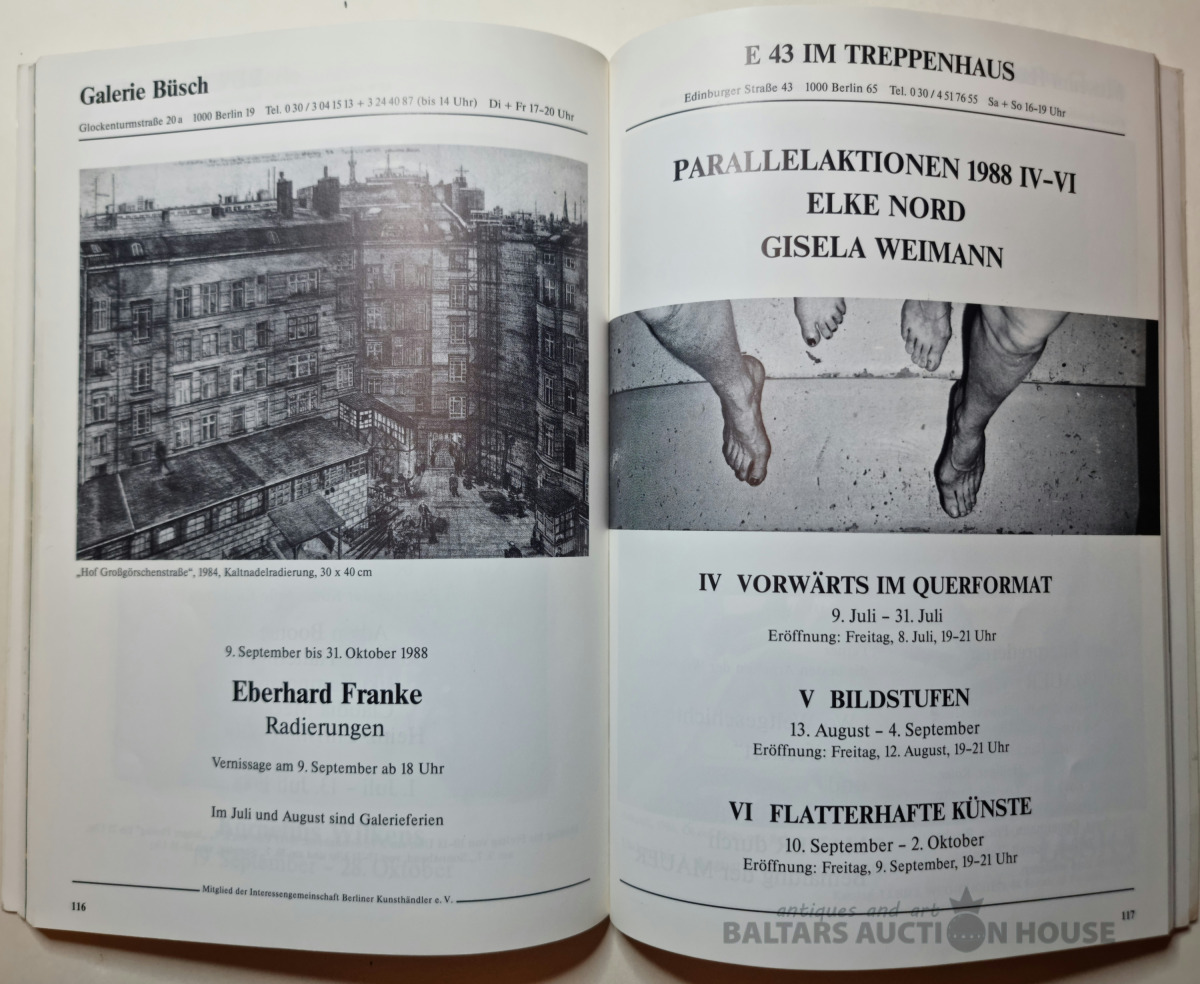 Galerie Büsch
Glockenturmstraße 20a 1000 Berlin 19 Tel. 0 30 / 3 04 15 13 + 3 24 40 87 (bis 14 Uhr) Di + Fr 17–20 Uhr
„Hof Großgörschenstraße“, 1984, Kaltnadelradierung, 30 x 40 cm
9. September bis 31. Oktober 1988
Eberhard Franke
Radierungen
Vernissage am 9. September ab 18 Uhr
Im Juli und August sind Galerieferien
Mitglied der Interessengemeinschaft Berliner Kunsthändler e. V.
116
E 43 IM TREPPENHAUS
Edinburger Straße 43 1000 Berlin 65 Tel. 0 30 / 4 51 76 55 Sa + So 16–19 Uhr
PARALLELAKTIONEN 1988 IV–VI
ELKE NORD
GISELA WEIMANN
IV VORWÄRTS IM QUERFORMAT
9. Juli – 31. Juli
Eröffnung: Freitag, 8. Juli, 19–21 Uhr
V BILDSTUFEN
13. August – 4. September
Eröffnung: Freitag, 12. August, 19–21 Uhr
VI FLATTERHAFTE KÜNSTE
10. September – 2. Oktober
Eröffnung: Freitag, 9. September, 19–21 Uhr
117
antiques and art
BALTARS AUCTION HOUSE